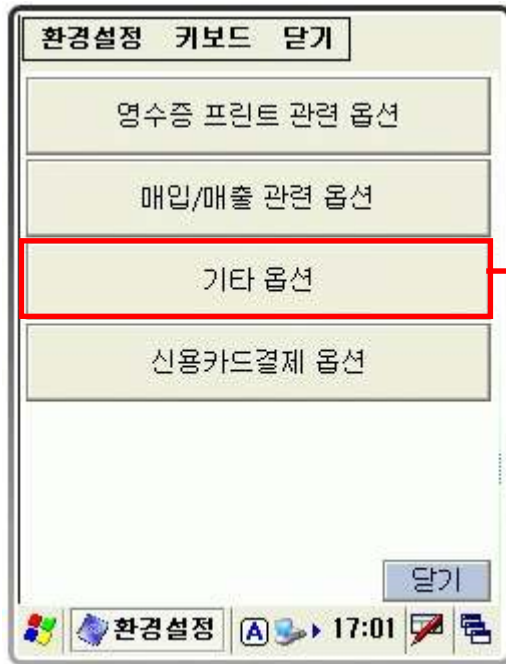 환경설정 키보드 닫기
영수증 프린트 관련 옵션
매입/매출 관련 옵션
기타 옵션
신용카드결제 옵션
닫기
환경설정 A 17:01